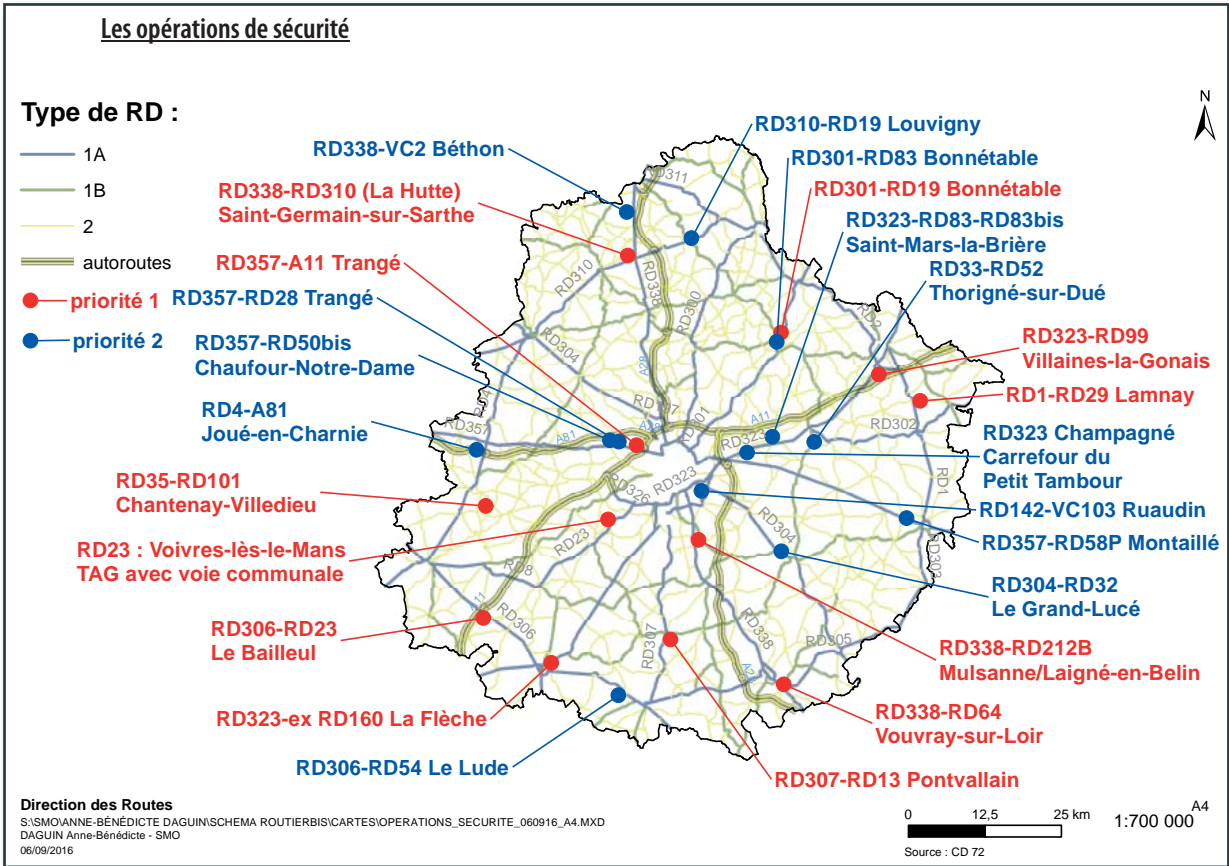 Les opérations de sécurité
N
Type de RD :
1A
1B
2
autoroutes
priorité 1
priorité 2
RD338-VC2 Béthon
RD310-RD19 Louvigny
RD301-RD83 Bonnétable
RD338-RD310 (La Hutte)
Saint-Germain-sur-Sarthe
RD301-RD19 Bonnétable
RD323-RD83-RD83bis
Saint-Mars-la-Brière
RD357-A11 Trangé
RD33-RD52
Thorigné-sur-Dué
RD357-RD28 Trangé
RD357-RD50bis
Chaufour-Notre-Dame
RD323-RD99
Villaines-la-Gonais
RD1-RD29 Lamnay
RD4-A81
Joué-en-Charnie
RD323 Champagné
Carrefour du
Petit Tambour
RD35-RD101
Chantenay-Villedieu
RD142-VC103 Ruaudin
RD357-RD58P Montaillé
RD23 : Voivres-lès-le-Mans
TAG avec voie communale
RD304-RD32
Le Grand-Lucé
RD306-RD23
Le Bailleul
RD338-RD212B
Mulsanne/Laigné-en-Belin
RD323-ex RD160 La Flèche
RD338-RD64
Vouvray-sur-Loir
RD306-RD54 Le Lude
RD307-RD13 Pontvallain
RD311
RD310
RD338
RD300
RD2
RD304
A28
RD301
A11
RD302
RD357
A81
RD323
RD323
RD326
RD1
RD23
RD304
RD8
RD303
A11
RD306
RD307
RD338
RD305
Direction des Routes
S:\SMO\ANNE-BÉNÉDICTE DAGUIN\SCHEMA ROUTIERBIS\CARTES\OPERATIONS_SECURITE_060916_A4.MXD
DAGUIN Anne-Bénédicte - SMO
06/09/2016
0 12,5 25 km
Source : CD 72
1:700 000
A4